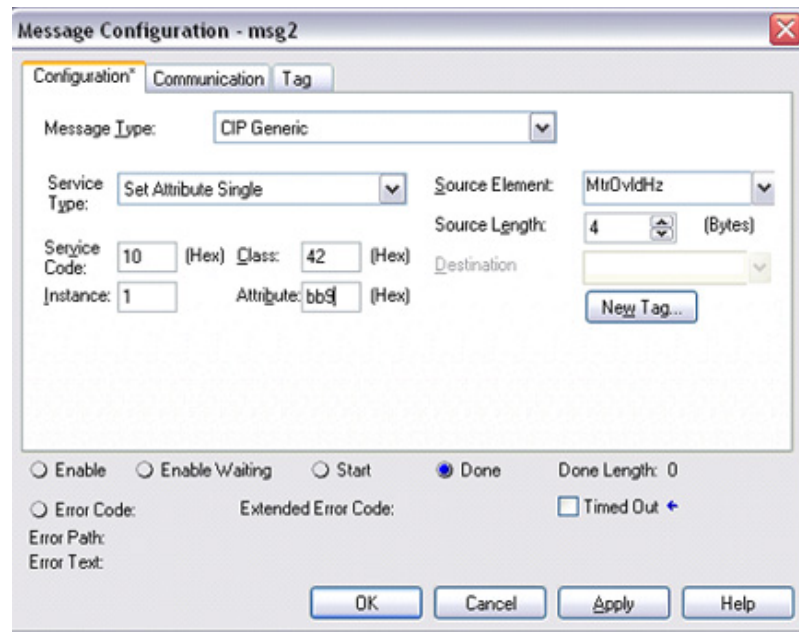 Message Configuration - msg2
Configuration* Communication Tag
Message Type: CIP Generic
Service Type: Set Attribute Single
Source Element: MtrOvldHz
Source Length: 4 (Bytes)
Service Code: 10 (Hex) Class: 42 (Hex)
Destination
Instance: 1 Attribute: bb9 (Hex)
New Tag...
Enable Enable Waiting Start Done Done Length: 0
Error Code: Extended Error Code: Timed Out
Error Path:
Error Text:
OK Cancel Apply Help